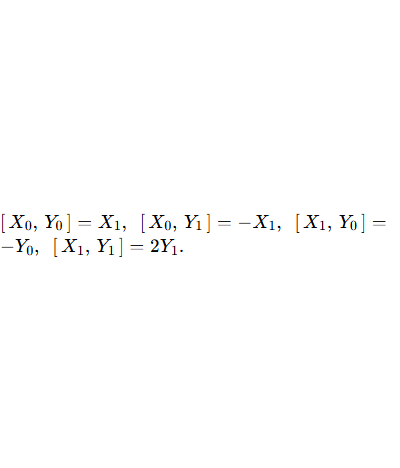 [ X₀, Y₀ ] = X₁, [ X₀, Y₁ ] = −X₁, [ X₁, Y₀ ] =
−Y₀, [ X₁, Y₁ ] = 2Y₁.